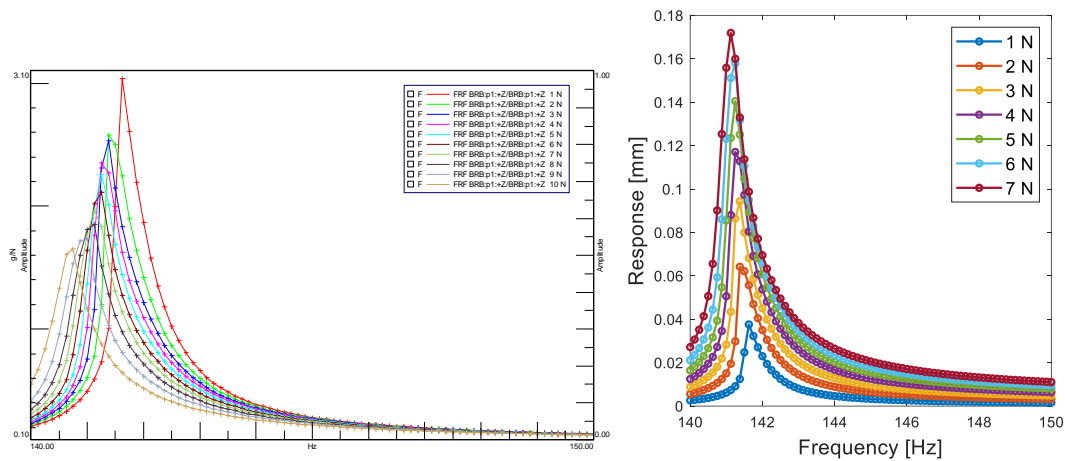 3.10
1.00
F FRF BRB:p1:+Z/BRB:p1:+Z 1 N
F FRF BRB:p1:+Z/BRB:p1:+Z 2 N
F FRF BRB:p1:+Z/BRB:p1:+Z 3 N
F FRF BRB:p1:+Z/BRB:p1:+Z 4 N
F FRF BRB:p1:+Z/BRB:p1:+Z 5 N
F FRF BRB:p1:+Z/BRB:p1:+Z 6 N
F FRF BRB:p1:+Z/BRB:p1:+Z 7 N
F FRF BRB:p1:+Z/BRB:p1:+Z 8 N
F FRF BRB:p1:+Z/BRB:p1:+Z 9 N
F FRF BRB:p1:+Z/BRB:p1:+Z 10 N
g/N
Amplitude
Amplitude
0.10
0.00
140.00
Hz
150.00
0.18
0.16
0.14
0.12
0.1
0.08
0.06
0.04
0.02
0
Response [mm]
1 N
2 N
3 N
4 N
5 N
6 N
7 N
140
142
144
146
148
150
Frequency [Hz]